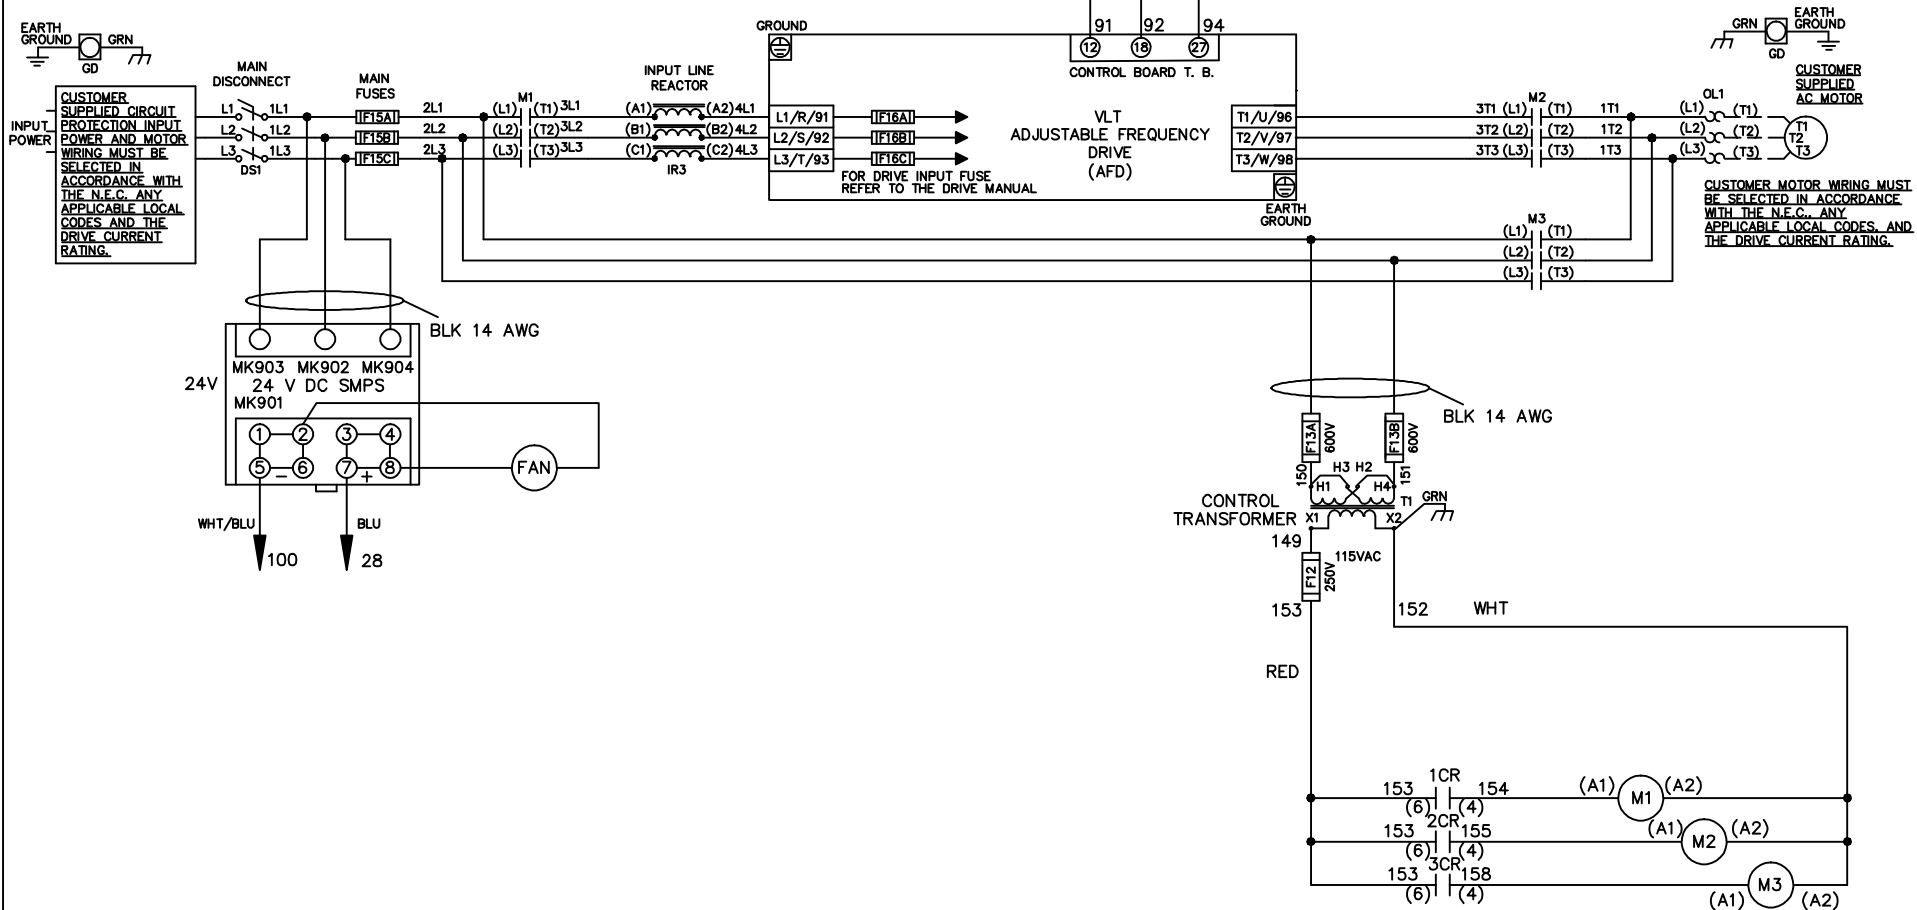 EARTH
GROUND
GRN
GD
INPUT
POWER
CUSTOMER
SUPPLIED CIRCUIT
PROTECTION INPUT
POWER AND MOTOR
WIRING MUST BE
SELECTED IN
ACCORDANCE WITH
THE N.E.C. ANY
APPLICABLE LOCAL
CODES AND THE
DRIVE CURRENT
RATING.
MAIN
DISCONNECT
L1 1L1
L2 1L2
L3 1L3
DS1
MAIN
FUSES
F15A
F15B
F15C
2L1
2L2
2L3
M1
(L1) (T1) 3L1
(L2) (T2) 3L2
(L3) (T3) 3L3
INPUT LINE
REACTOR
(A1) (A2) 4L1
(B1) (B2) 4L2
(C1) (C2) 4L3
IR3
GROUND
L1/R/91
L2/S/92
L3/T/93
F16A
F16B
F16C
FOR DRIVE INPUT FUSE
REFER TO THE DRIVE MANUAL
91 92 94
12 18 27
CONTROL BOARD T. B.
VLT
ADJUSTABLE FREQUENCY
DRIVE
(AFD)
T1/U/96
T2/V/97
T3/W/98
EARTH
GROUND
M2
3T1 (L1) (T1) 1T1
3T2 (L2) (T2) 1T2
3T3 (L3) (T3) 1T3
OL1
(L1) (T1)
(L2) (T2)
(L3) (T3)
T1
T2
T3
GRN
EARTH
GROUND
GD
CUSTOMER
SUPPLIED
AC MOTOR
CUSTOMER MOTOR WIRING MUST
BE SELECTED IN ACCORDANCE
WITH THE N.E.C., ANY
APPLICABLE LOCAL CODES, AND
THE DRIVE CURRENT RATING.
M3
(L1) (T1)
(L2) (T2)
(L3) (T3)
BLK 14 AWG
MK903 MK902 MK904
24V
24 V DC SMPS
MK901
1 2 3 4
5 6 7 8
− +
FAN
WHT/BLU
BLU
100
28
BLK 14 AWG
F13A
600V
F13B
600V
150
151
H3 H2
H1 H4
T1
GRN
CONTROL
TRANSFORMER
X1 X2
149
115VAC
F12
250V
153
152
WHT
RED
1CR
153 154
(6) (4)
(A1) M1 (A2)
2CR
153 155
(6) (4)
(A1) M2 (A2)
3CR
153 158
(6) (4)
(A1) M3 (A2)